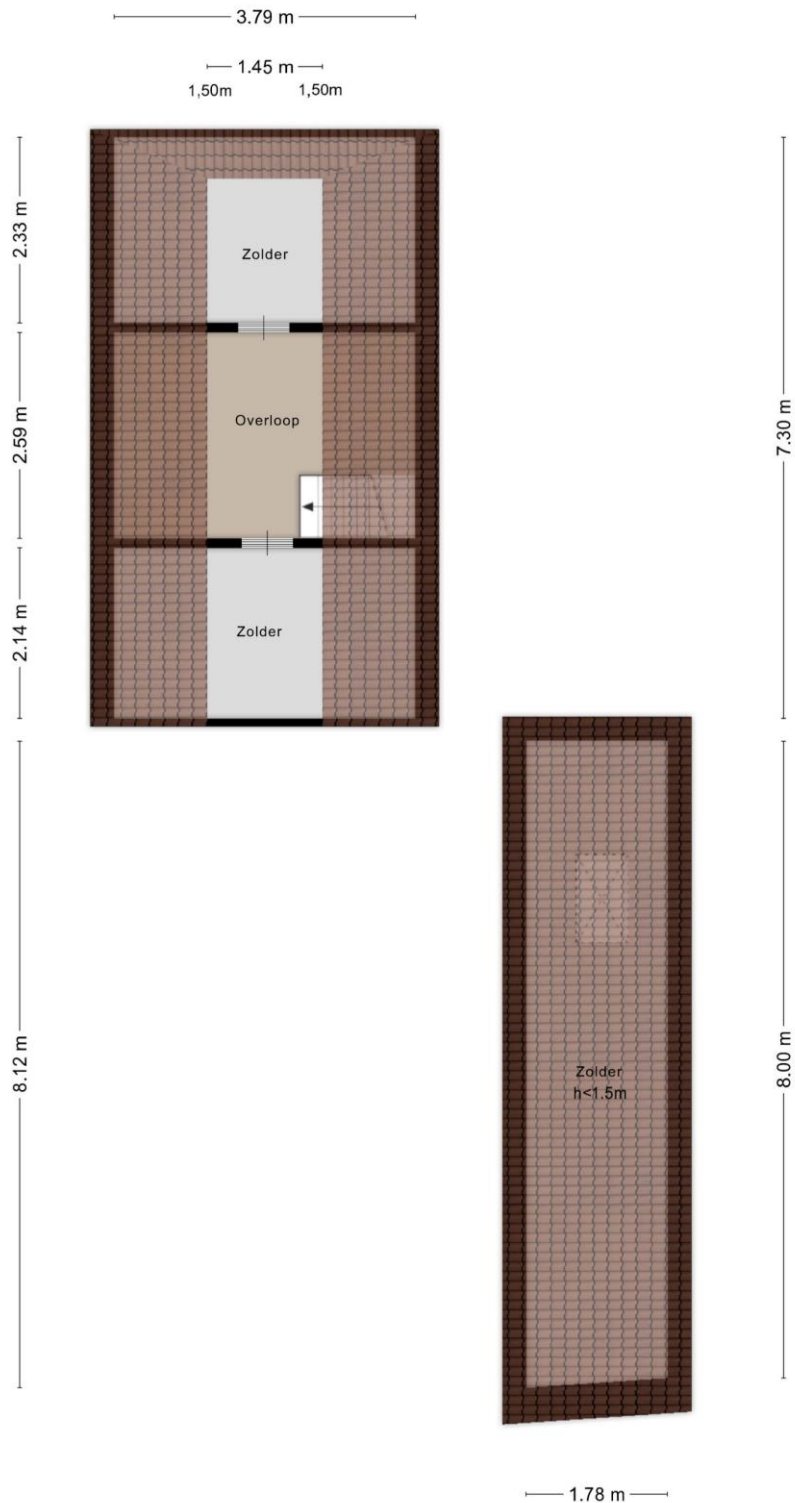 3.79 m
1.45 m
1,50m 1,50m
2.33 m
Zolder
2.59 m
Overloop
7.30 m
2.14 m
Zolder
8.12 m
Zolder
h<1.5m
8.00 m
1.78 m